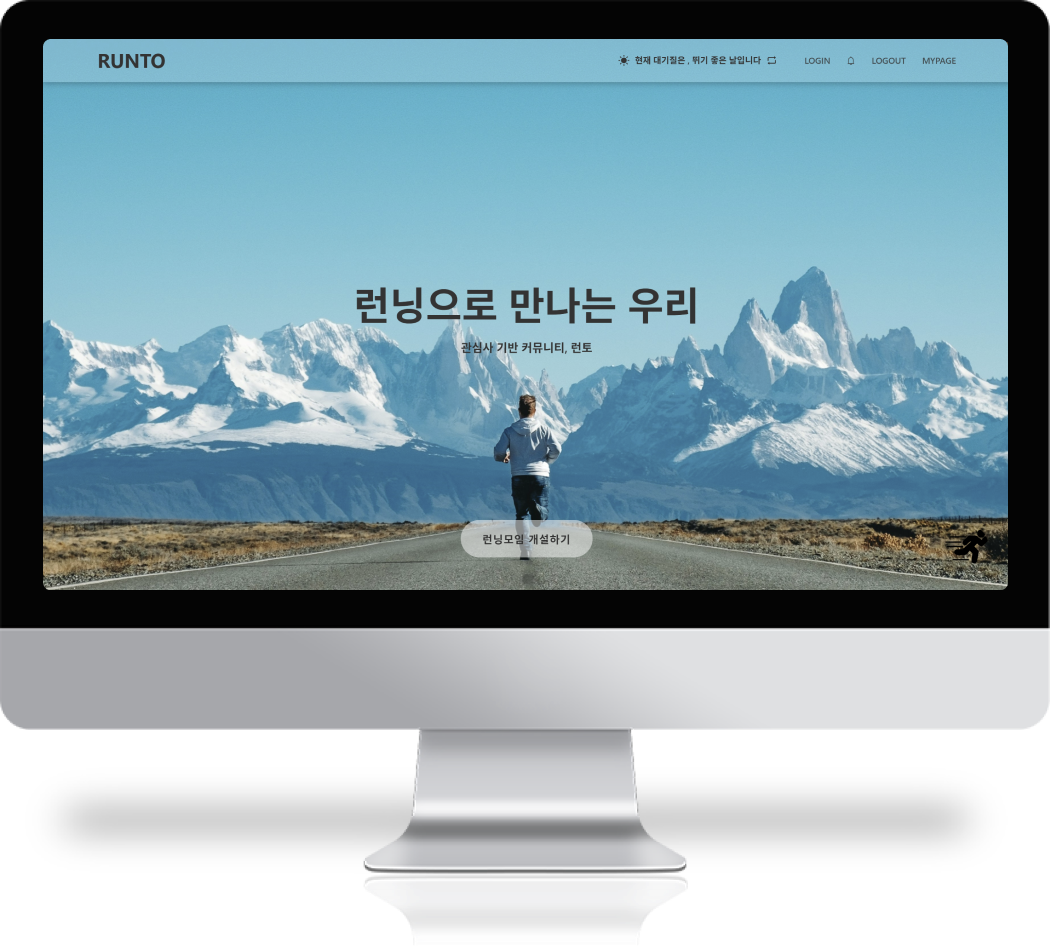 RUNTO
현재 대기질은 , 뛰기 좋은 날입니다
LOGIN
LOGOUT
MYPAGE
런닝으로 만나는 우리
관심사 기반 커뮤니티, 런토
런닝모임 개설하기